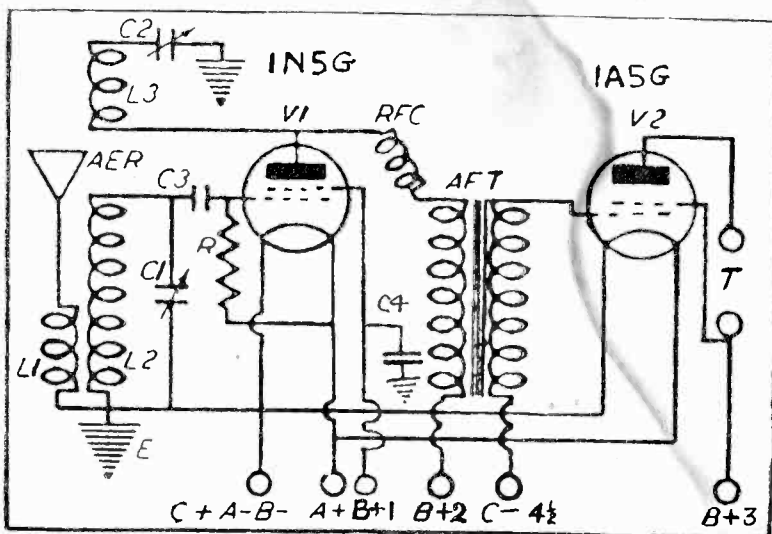 C2
1N5G
1A5G
L3
V1
RFC
V2
AER
C3
AFT
R
C1
T
C4
L1
L2
E
C+ A- B-
A+
B+1
B+2
C- 4½
B+3